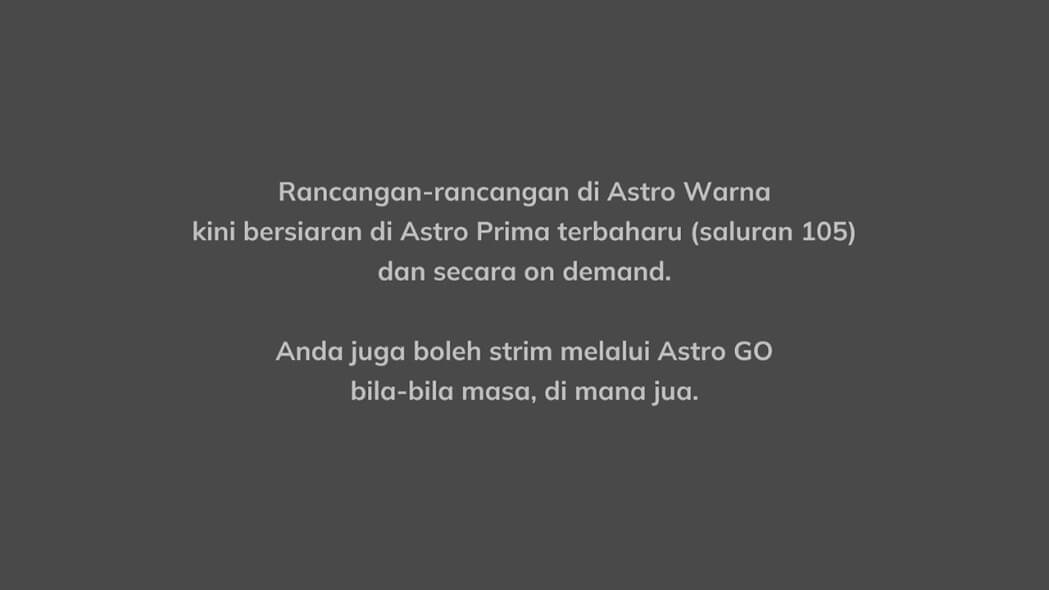 Rancangan-rancangan di Astro Warna
kini bersiaran di Astro Prima terbaharu (saluran 105)
dan secara on demand.
Anda juga boleh strim melalui Astro GO
bila-bila masa, di mana jua.